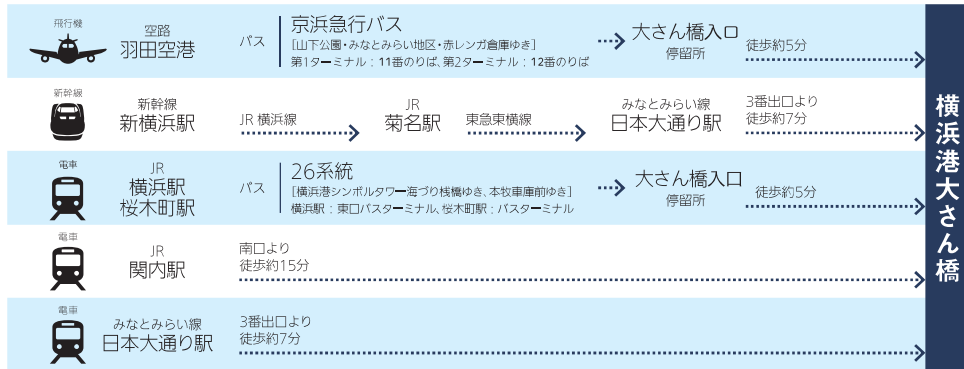 飛行機
空路
羽田空港
バス
京浜急行バス
[山下公園・みなとみらい地区・赤レンガ倉庫ゆき]
第1ターミナル：11番のりば、第2ターミナル：12番のりば
大さん橋入口
停留所
徒歩約5分
新幹線
新幹線
新横浜駅
JR 横浜線
JR
菊名駅
東急東横線
みなとみらい線
日本大通り駅
3番出口より
徒歩約7分
電車
JR
横浜駅
桜木町駅
バス
26系統
[横浜港シンボルタワー海づり桟橋ゆき、本牧車庫前ゆき]
横浜駅：東口バスターミナル、桜木町駅：バスターミナル
大さん橋入口
停留所
徒歩約5分
電車
JR
関内駅
南口より
徒歩約15分
電車
みなとみらい線
日本大通り駅
3番出口より
徒歩約7分
横浜港大さん橋